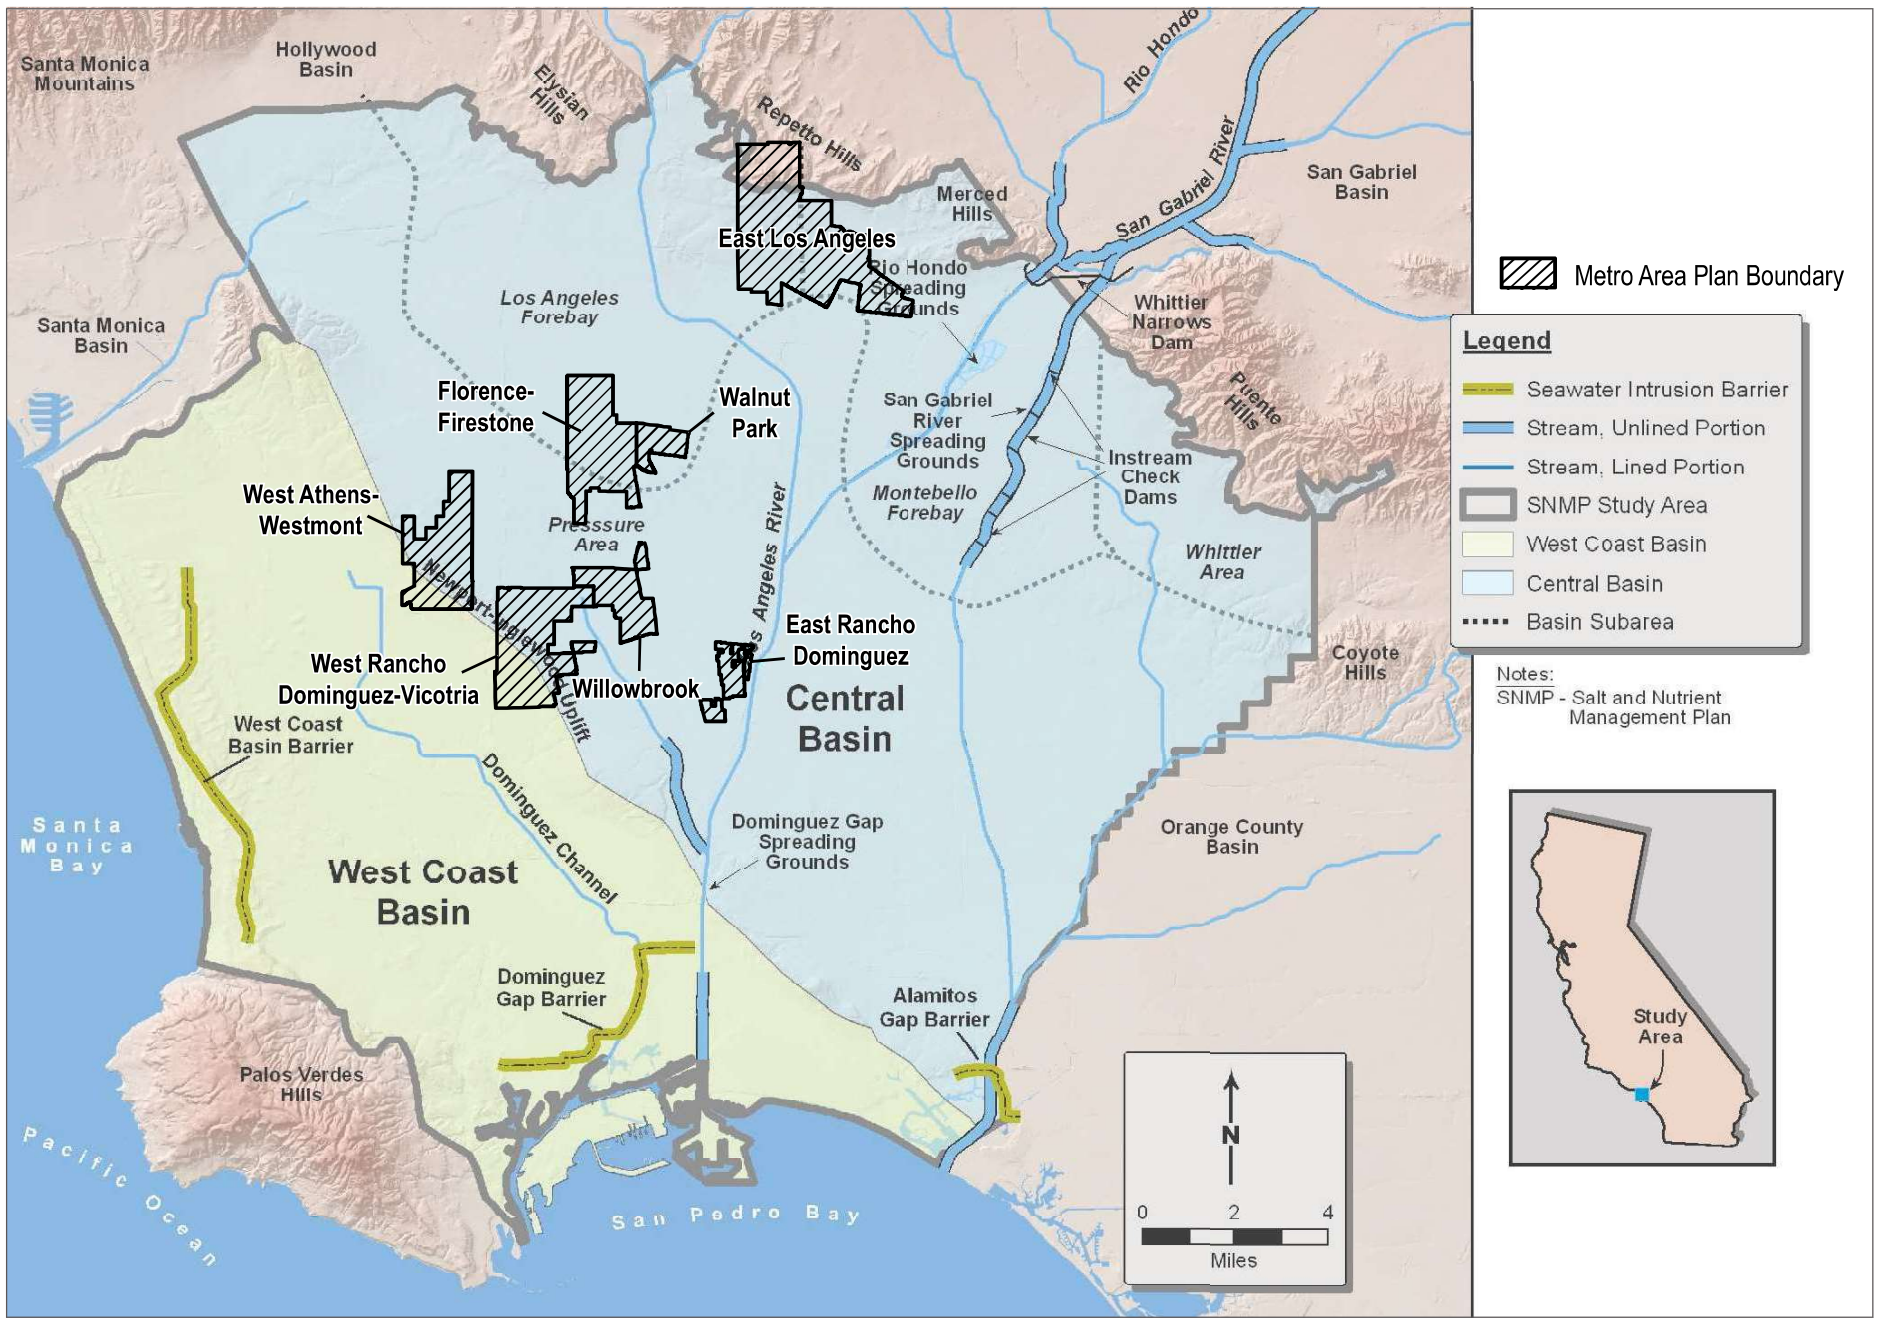 Santa Monica
Mountains
Hollywood
Basin
Elysian
Hills
Repetto Hills
Rio Hondo
San Gabriel River
San Gabriel
Basin
Merced
Hills
East Los Angeles
Rio Hondo
Spreading
Grounds
Los Angeles
Forebay
Santa Monica
Basin
Whittier
Narrows
Dam
Puente
Hills
Florence-
Firestone
Walnut
Park
San Gabriel
River
Spreading
Grounds
Instream
Check
Dams
Montebello
Forebay
West Athens-
Westmont
Presssure
Area
Los Angeles River
Whittier
Area
Newport-Inglewood Uplift
West Rancho
Dominguez-Vicotria
Willowbrook
East Rancho
Dominguez
Central
Basin
Coyote
Hills
West Coast
Basin Barrier
Dominguez Channel
Santa
Monica
Bay
Dominguez Gap
Spreading
Grounds
Orange County
Basin
West Coast
Basin
Dominguez
Gap Barrier
Alamitos
Gap Barrier
Palos Verdes
Hills
Pacific Ocean
San Pedro Bay
N
0 2 4
Miles
Metro Area Plan Boundary
Legend
Seawater Intrusion Barrier
Stream, Unlined Portion
Stream, Lined Portion
SNMP Study Area
West Coast Basin
Central Basin
Basin Subarea
Notes:
SNMP - Salt and Nutrient
Management Plan
Study
Area